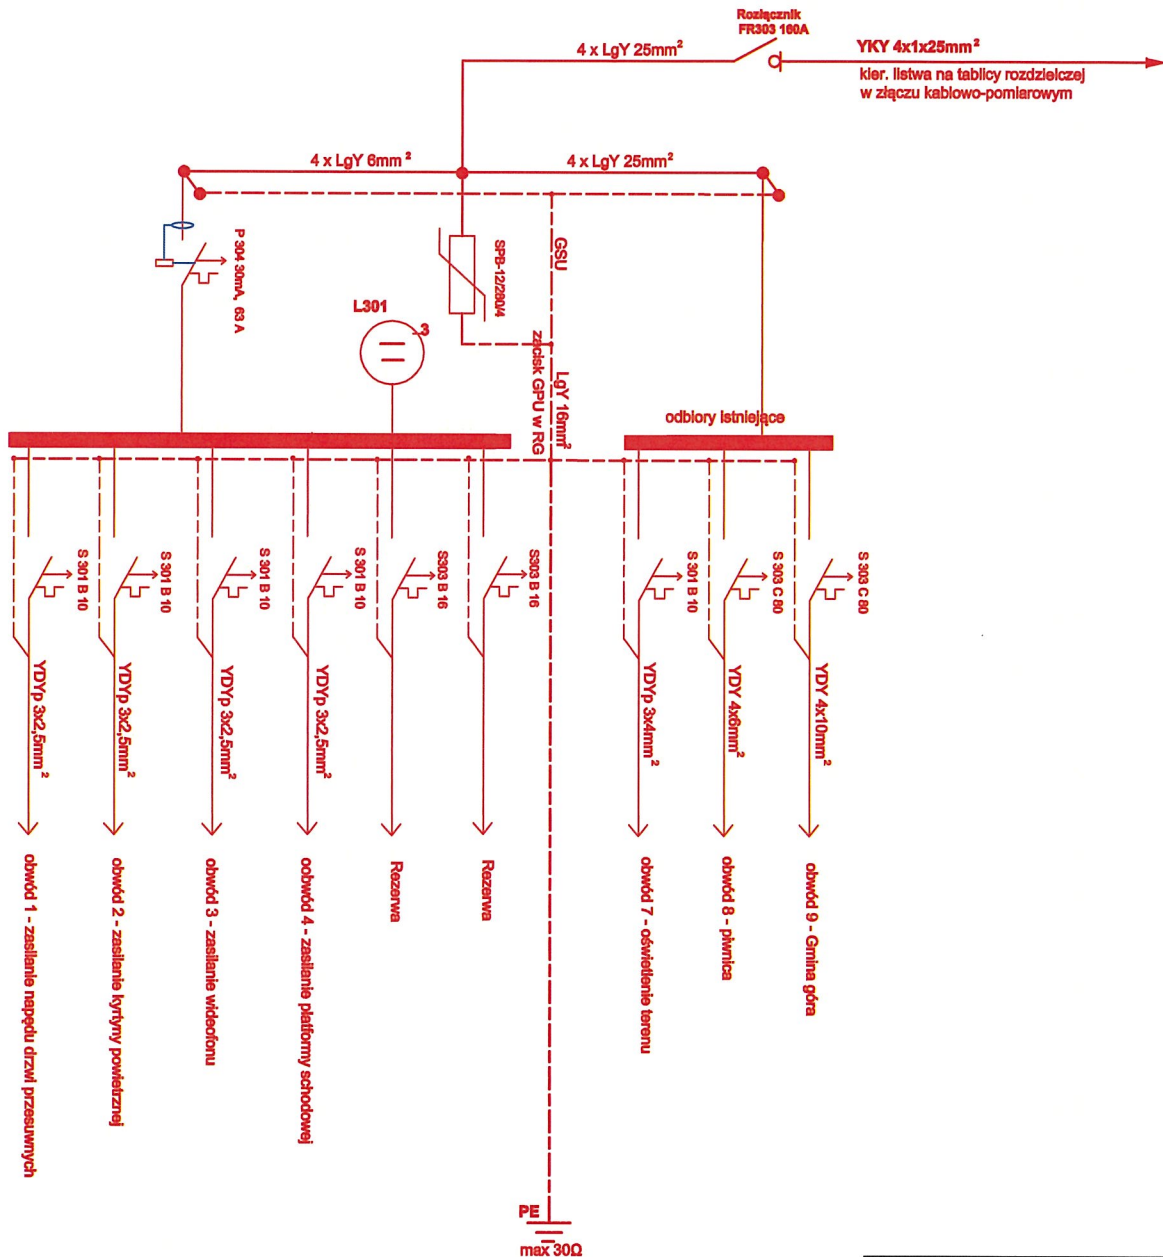 Rozłącznik
FR303 160A
4 x LgY 25mm²
YKY 4x1x25mm²
kier. listwa na tablicy rozdzielczej
w złączu kablowo-pomiarowym
4 x LgY 6mm²
4 x LgY 25mm²
P 304 30mA, 63 A
L301
3
SPB-12/280/4
GSU
zacisk GPU w RG
LgY 16mm²
odbiory istniejące
S 301 B 10
S 301 B 10
S 301 B 10
S 301 B 10
S303 B 16
S303 B 16
S 301 B 10
S 303 C 80
S 303 C 80
YDYp 3x2,5mm²
YDYp 3x2,5mm²
YDYp 3x2,5mm²
YDYp 3x2,5mm²
YDYp 3x4mm²
YDY 4x6mm²
YDY 4x10mm²
obwód 1 - zasilanie napędu drzwi przesuwnych
obwód 2 - zasilanie kyrtyny powietrznej
obwód 3 - zasilanie wideofonu
oobwód 4 - zasilanie platformy schodowej
Rezerwa
Rezerwa
obwód 7 - oświetlenie terenu
obwód 8 - piwnica
obwód 9 - Gmina góra
PE
max 30Ω